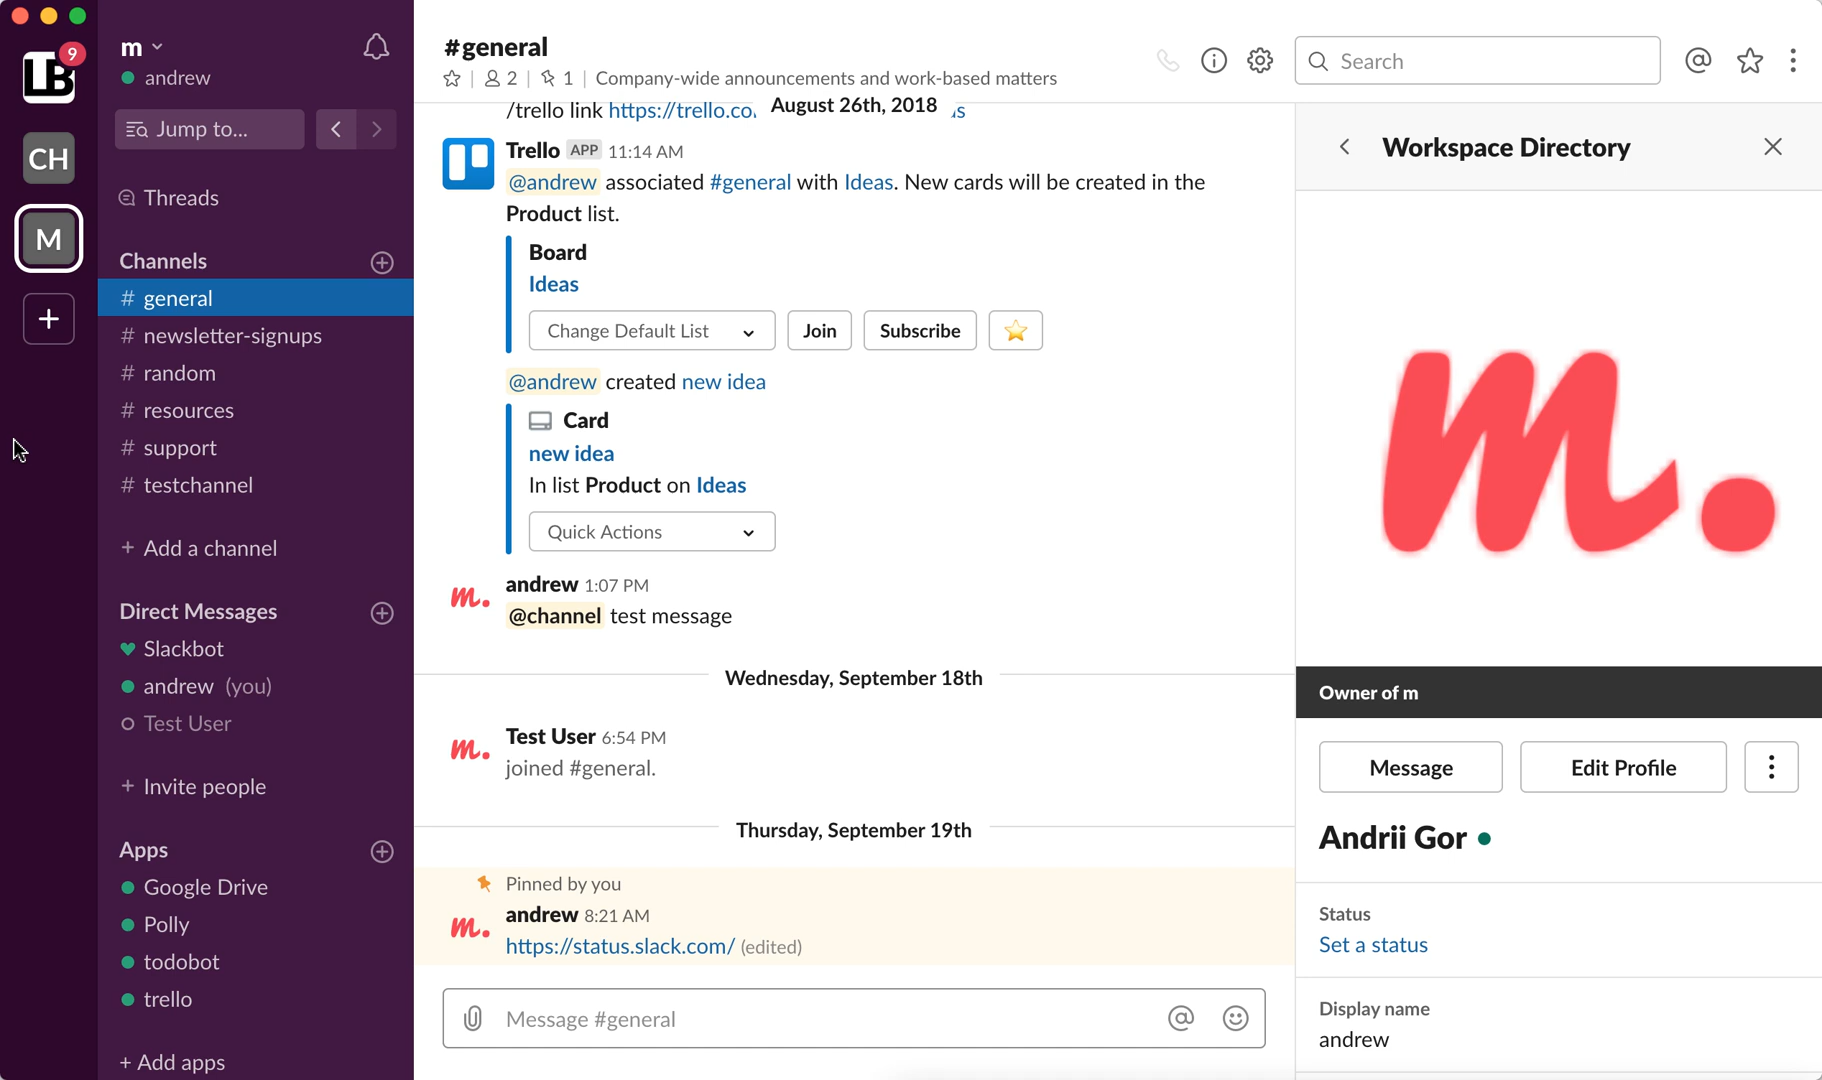 9
LB
CH
M
m
andrew
Jump to...
Threads
Channels
# general
# newsletter-signups
# random
# resources
# support
# testchannel
+ Add a channel
Direct Messages
Slackbot
andrew (you)
Test User
+ Invite people
Apps
Google Drive
Polly
todobot
trello
+ Add apps
#general
2 | 1 | Company-wide announcements and work-based matters
Search
/trello link https://trello.co
August 26th, 2018
Trello APP 11:14 AM
@andrew associated #general with Ideas. New cards will be created in the
Product list.
Board
Ideas
Change Default List
Join
Subscribe
@andrew created new idea
Card
new idea
In list Product on Ideas
Quick Actions
andrew 1:07 PM
@channel test message
Wednesday, September 18th
Test User 6:54 PM
joined #general.
Thursday, September 19th
Pinned by you
andrew 8:21 AM
https://status.slack.com/ (edited)
Message #general
Workspace Directory
m.
Owner of m
Message
Edit Profile
Andrii Gor
Status
Set a status
Display name
andrew